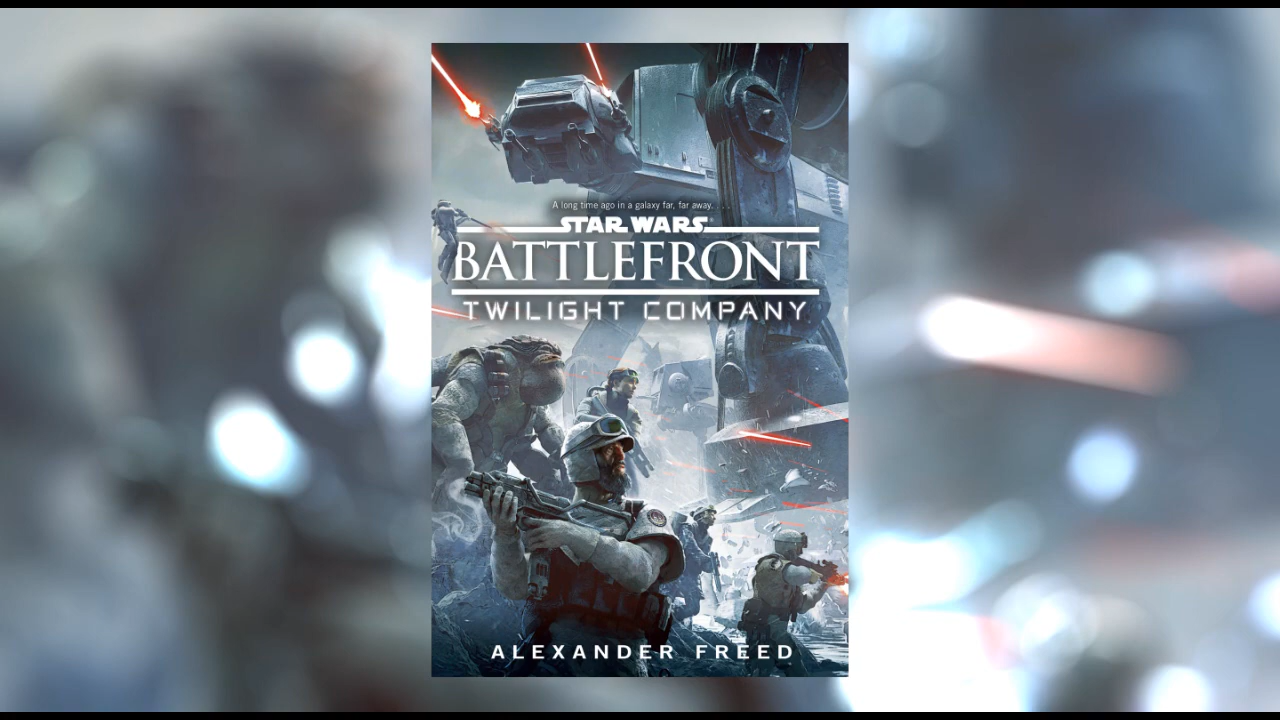 A long time ago in a galaxy far, far away. . . .
STAR WARS
BATTLEFRONT
TWILIGHT COMPANY
ALEXANDER FREED